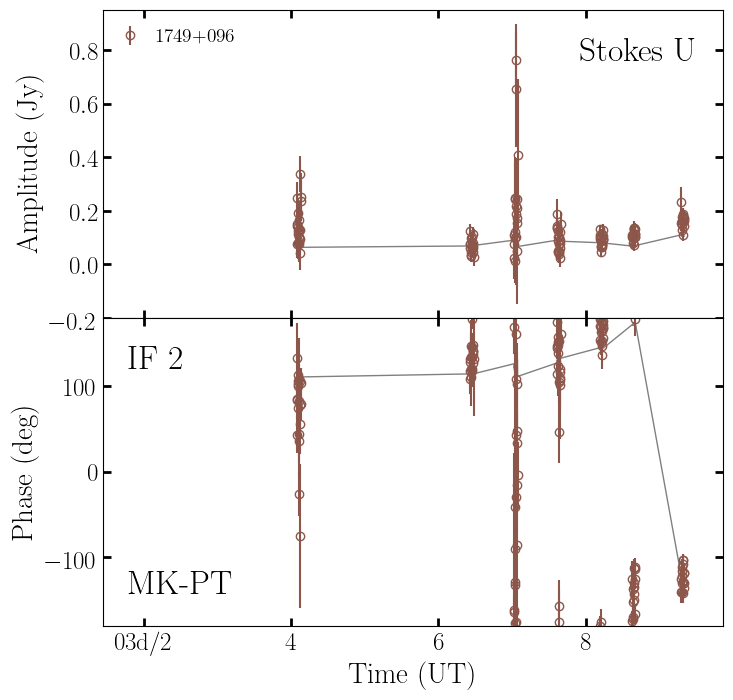 1749+096
Stokes U
Amplitude (Jy)
0.8
0.6
0.4
0.2
0.0
−0.2
IF 2
MK-PT
Phase (deg)
100
0
−100
03d/2
4
6
8
Time (UT)